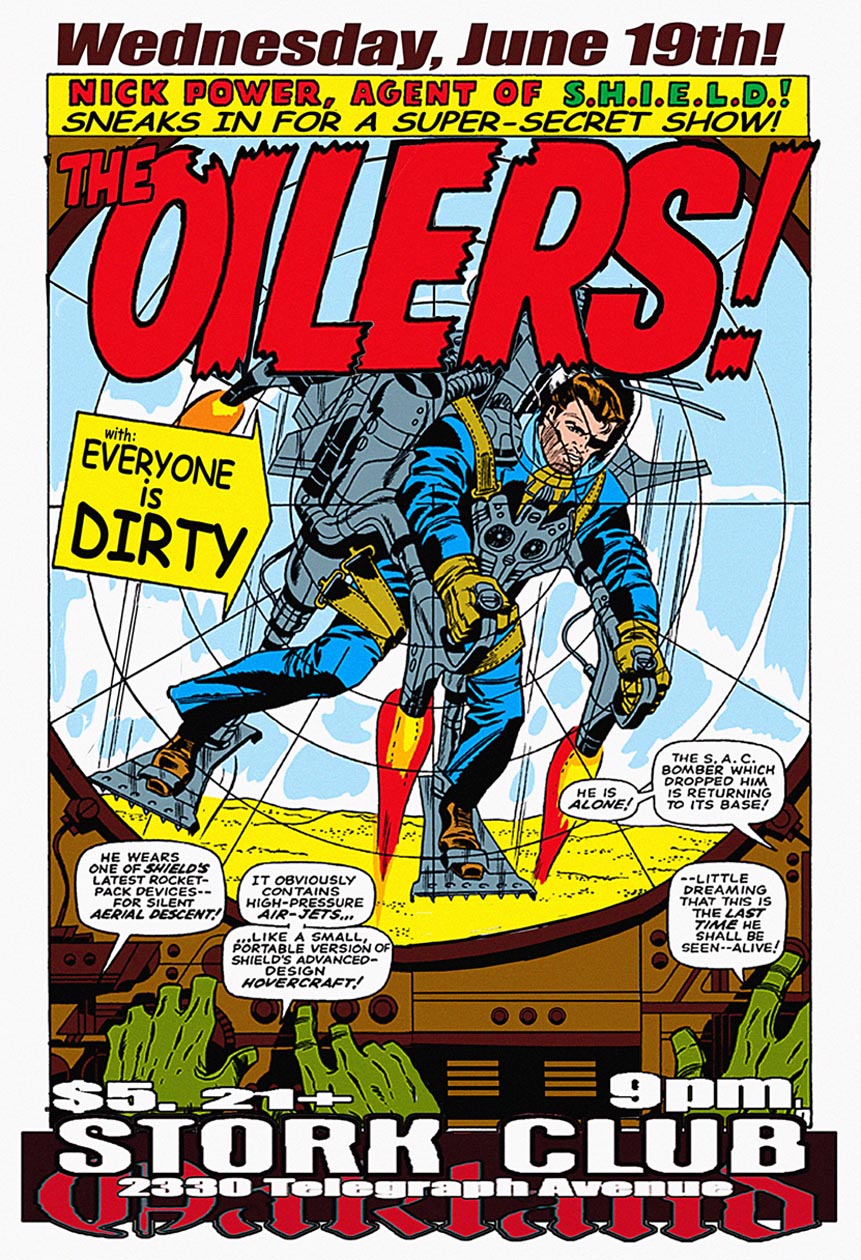 Wednesday, June 19th!
NICK POWER, AGENT OF S.H.I.E.L.D.!
SNEAKS IN FOR A SUPER-SECRET SHOW!
THE
OILERS!
with:
EVERYONE
is
DIRTY
HE IS
ALONE!
THE S.A.C.
BOMBER WHICH
DROPPED HIM
IS RETURNING
TO ITS BASE!
HE WEARS
ONE OF SHIELD'S
LATEST ROCKET-
PACK DEVICES--
FOR SILENT
AERIAL DESCENT!
IT OBVIOUSLY
CONTAINS
HIGH-PRESSURE
AIR-JETS...
...LIKE A SMALL,
PORTABLE VERSION OF
SHIELD'S ADVANCED-
DESIGN
HOVERCRAFT!
--LITTLE
DREAMING
THAT THIS IS
THE LAST
TIME HE
SHALL BE
SEEN--ALIVE!
$5. 21+
9pm,
STORK CLUB
2330 Telegraph Avenue
Oakland